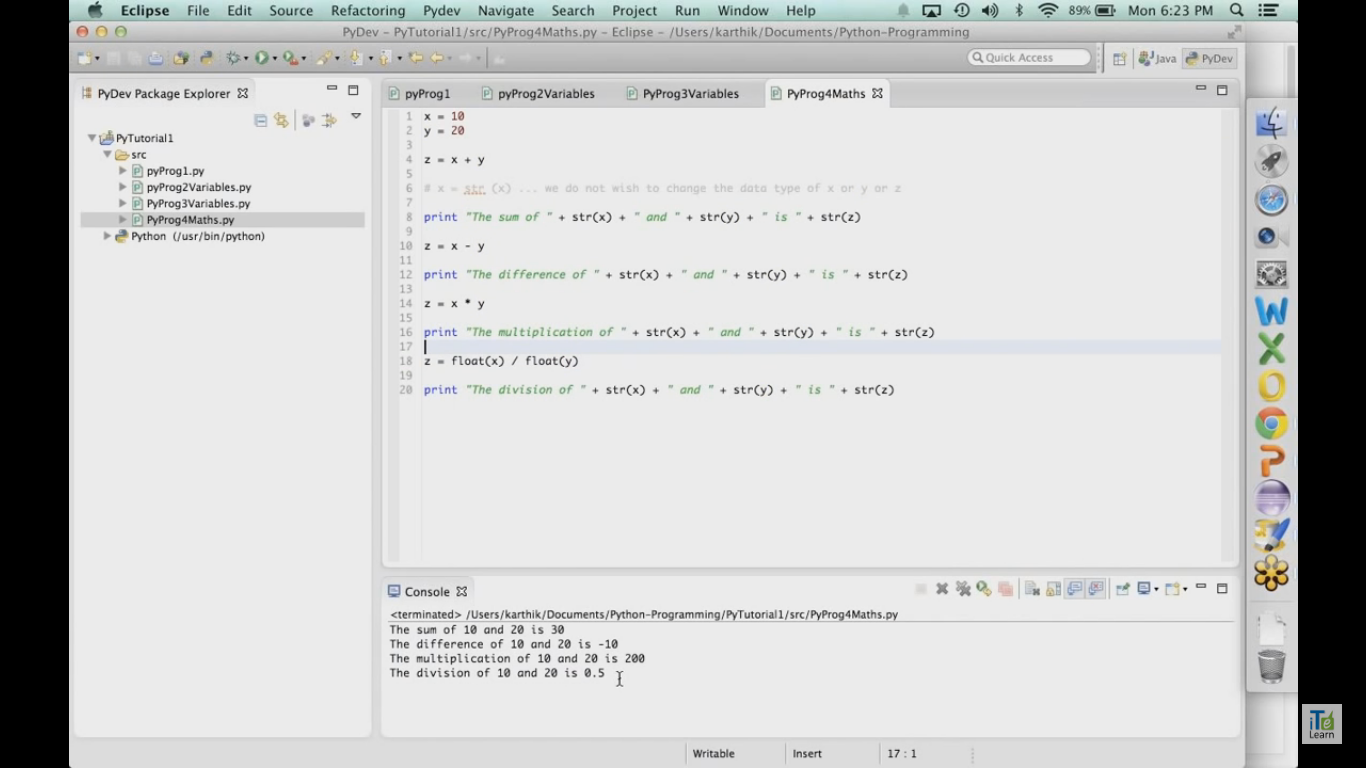 Eclipse File Edit Source Refactoring Pydev Navigate Search Project Run Window Help 89% Mon 6:23 PM
PyDev - PyTutorial1/src/PyProg4Maths.py - Eclipse - /Users/karthik/Documents/Python-Programming
Quick Access Java PyDev
PyDev Package Explorer
PyTutorial1
src
pyProg1.py
pyProg2Variables.py
PyProg3Variables.py
PyProg4Maths.py
Python (/usr/bin/python)
pyProg1 pyProg2Variables PyProg3Variables PyProg4Maths
1 x = 10
2 y = 20
3
4 z = x + y
5
6 # x = str (x) ... we do not wish to change the data type of x or y or z
7
8 print "The sum of " + str(x) + " and " + str(y) + " is " + str(z)
9
10 z = x - y
11
12 print "The difference of " + str(x) + " and " + str(y) + " is " + str(z)
13
14 z = x * y
15
16 print "The multiplication of " + str(x) + " and " + str(y) + " is " + str(z)
17
18 z = float(x) / float(y)
19
20 print "The division of " + str(x) + " and " + str(y) + " is " + str(z)
Console
<terminated> /Users/karthik/Documents/Python-Programming/PyTutorial1/src/PyProg4Maths.py
The sum of 10 and 20 is 30
The difference of 10 and 20 is -10
The multiplication of 10 and 20 is 200
The division of 10 and 20 is 0.5
Writable Insert 17 : 1
iTe
Learn